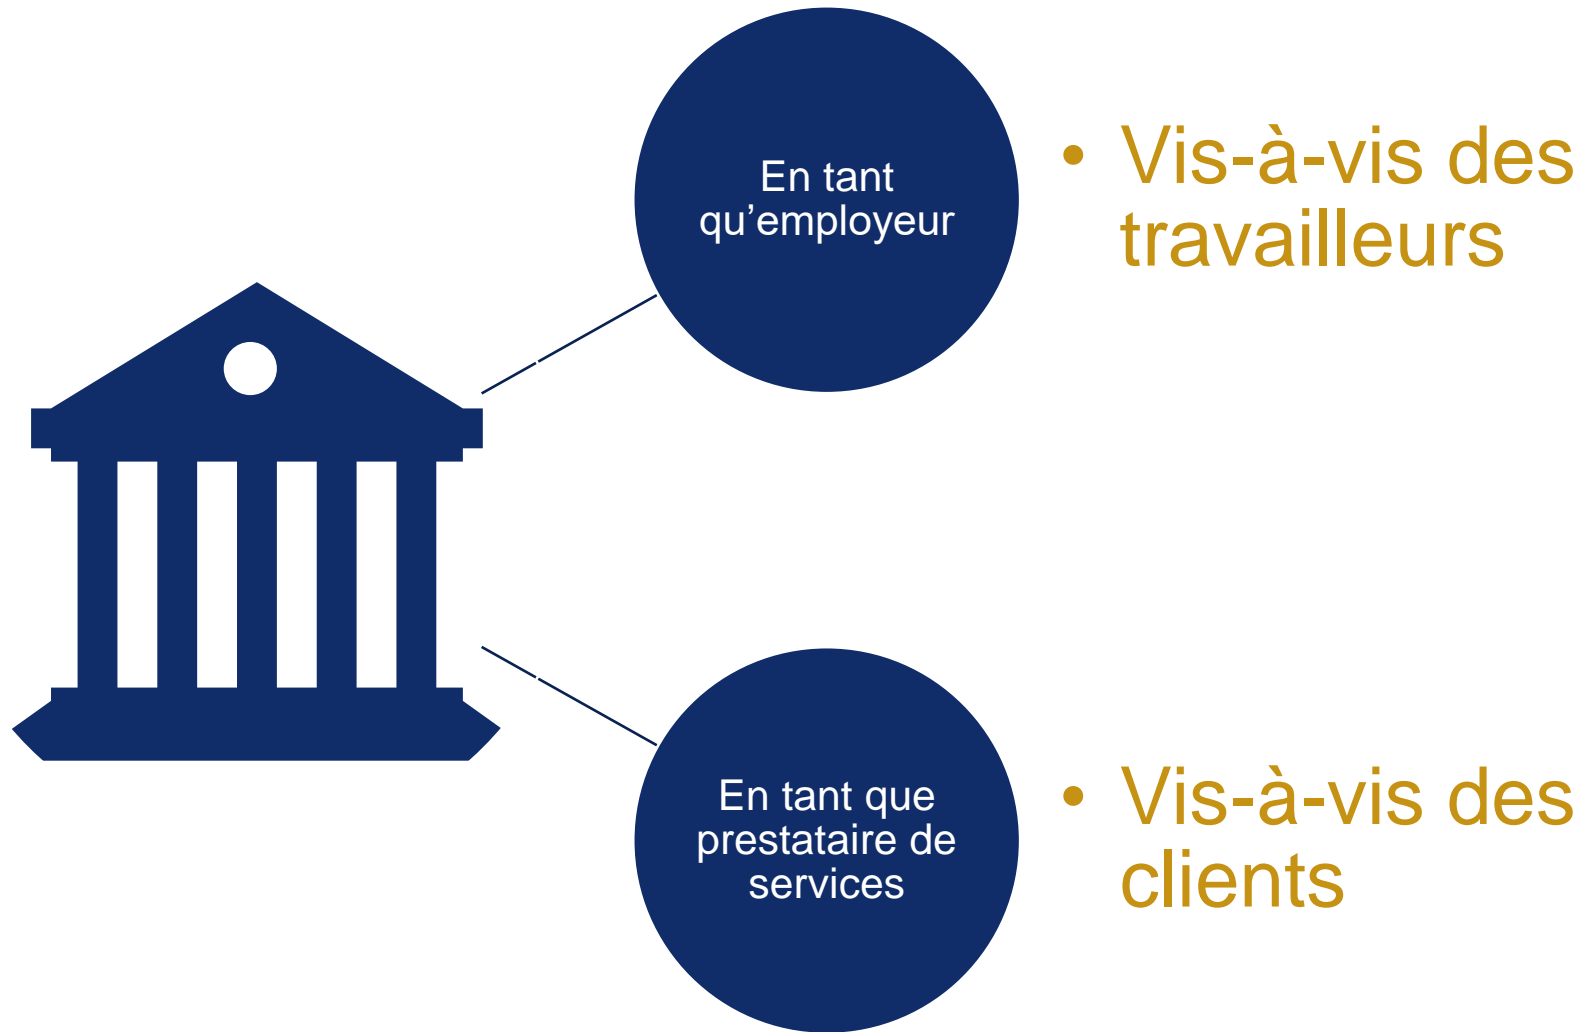 En tant
qu’employeur
• Vis-à-vis des
travailleurs
En tant que
prestataire de
services
• Vis-à-vis des
clients